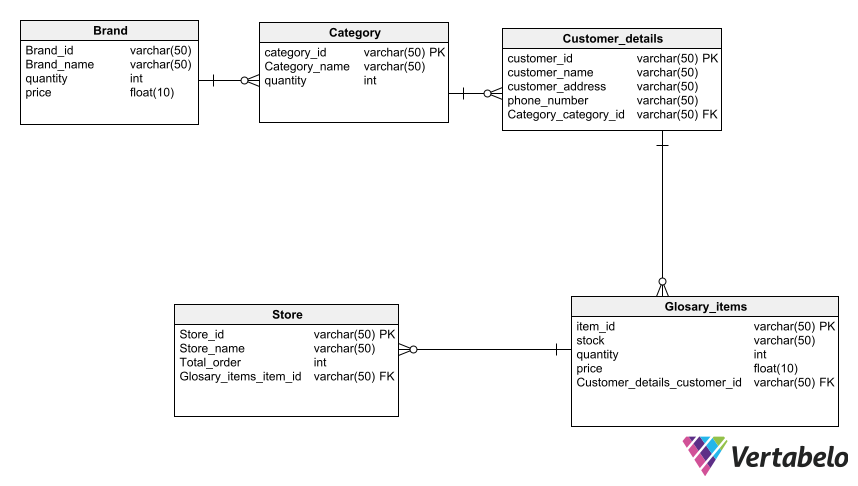 Brand
Brand_id varchar(50)
Brand_name varchar(50)
quantity int
price float(10)
Category
category_id varchar(50) PK
Category_name varchar(50)
quantity int
Customer_details
customer_id varchar(50) PK
customer_name varchar(50)
customer_address varchar(50)
phone_number varchar(50)
Category_category_id varchar(50) FK
Store
Store_id varchar(50) PK
Store_name varchar(50)
Total_order int
Glosary_items_item_id varchar(50) FK
Glosary_items
item_id varchar(50) PK
stock varchar(50)
quantity int
price float(10)
Customer_details_customer_id varchar(50) FK
Vertabelo